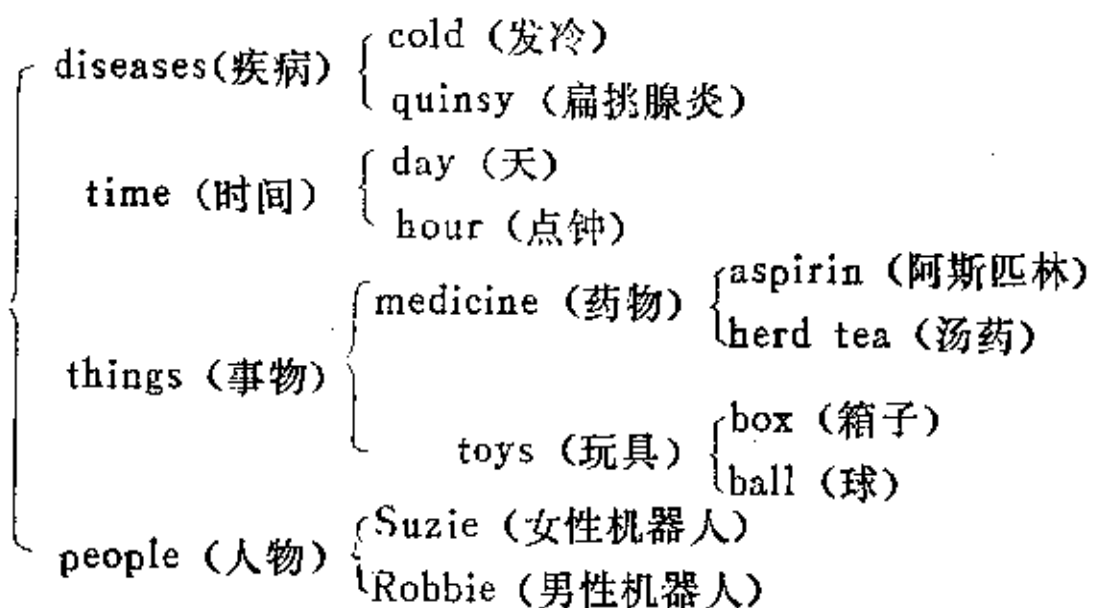 diseases(疾病)
cold (发冷)
quinsy (扁挑腺炎)
time (时间)
day (天)
hour (点钟)
things (事物)
medicine (药物)
aspirin (阿斯匹林)
herd tea (汤药)
toys (玩具)
box (箱子)
ball (球)
people (人物)
Suzie (女性机器人)
Robbie (男性机器人)